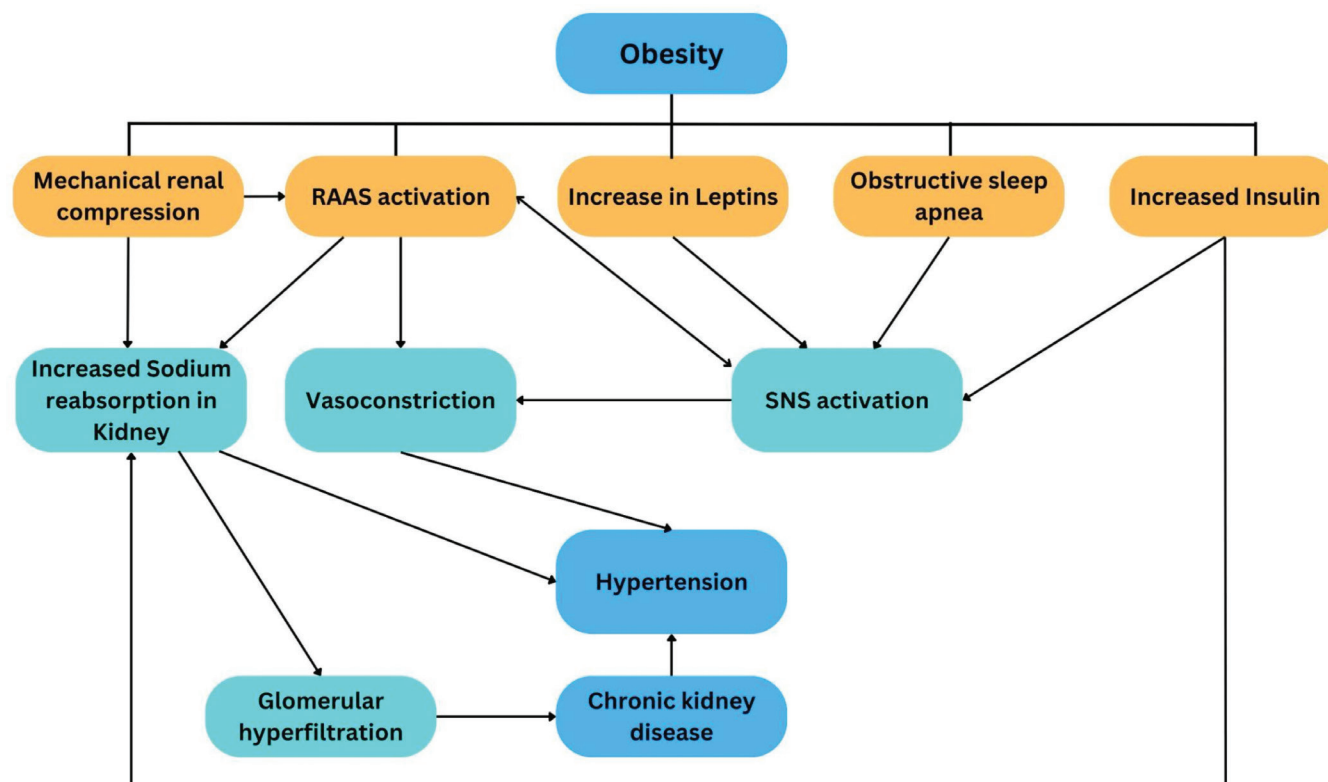 Obesity
Mechanical renal
compression
RAAS activation
Increase in Leptins
Obstructive sleep
apnea
Increased Insulin
Increased Sodium
reabsorption in
Kidney
Vasoconstriction
SNS activation
Hypertension
Glomerular
hyperfiltration
Chronic kidney
disease